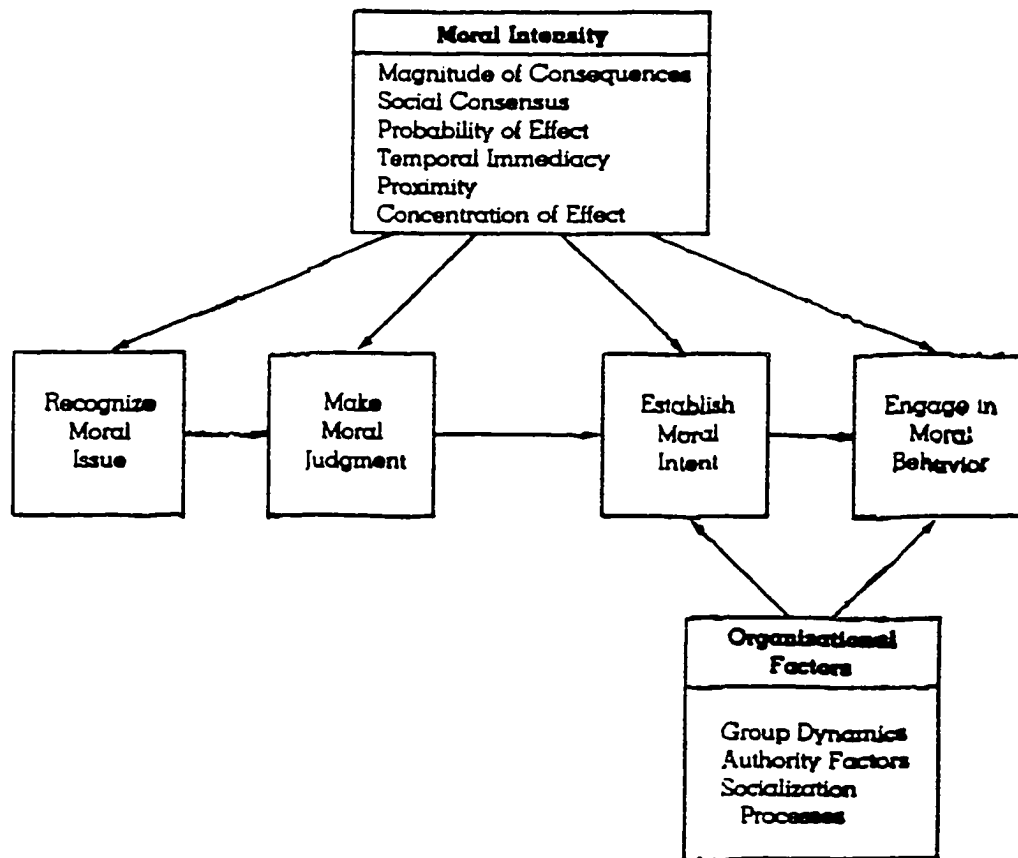 Moral Intensity
Magnitude of Consequences
Social Consensus
Probability of Effect
Temporal Immediacy
Proximity
Concentration of Effect
Recognize
Moral
Issue
Make
Moral
Judgment
Establish
Moral
Intent
Engage in
Moral
Behavior
Organisational
Factors
Group Dynamics
Authority Factors
Socialization
Processes